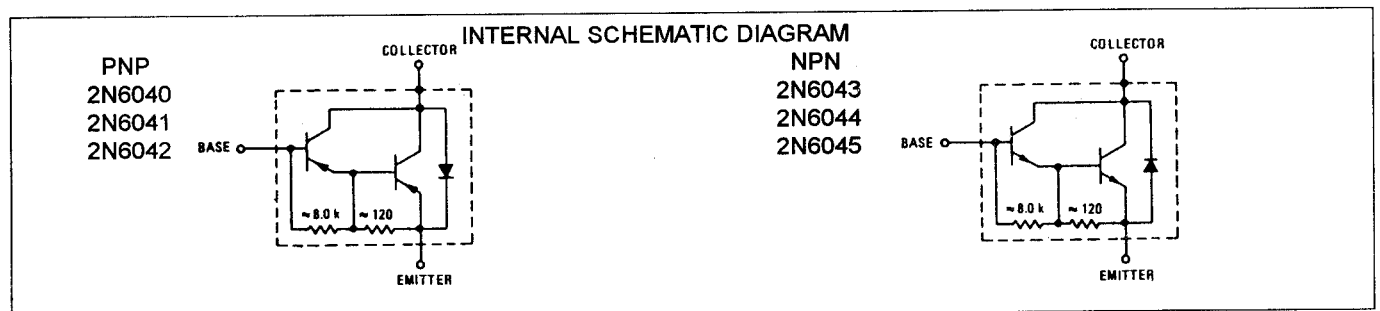 INTERNAL SCHEMATIC DIAGRAM
PNP
2N6040
2N6041
2N6042
COLLECTOR
BASE
≈ 8.0 k
≈ 120
EMITTER
NPN
2N6043
2N6044
2N6045
COLLECTOR
BASE
≈ 8.0 k
≈ 120
EMITTER